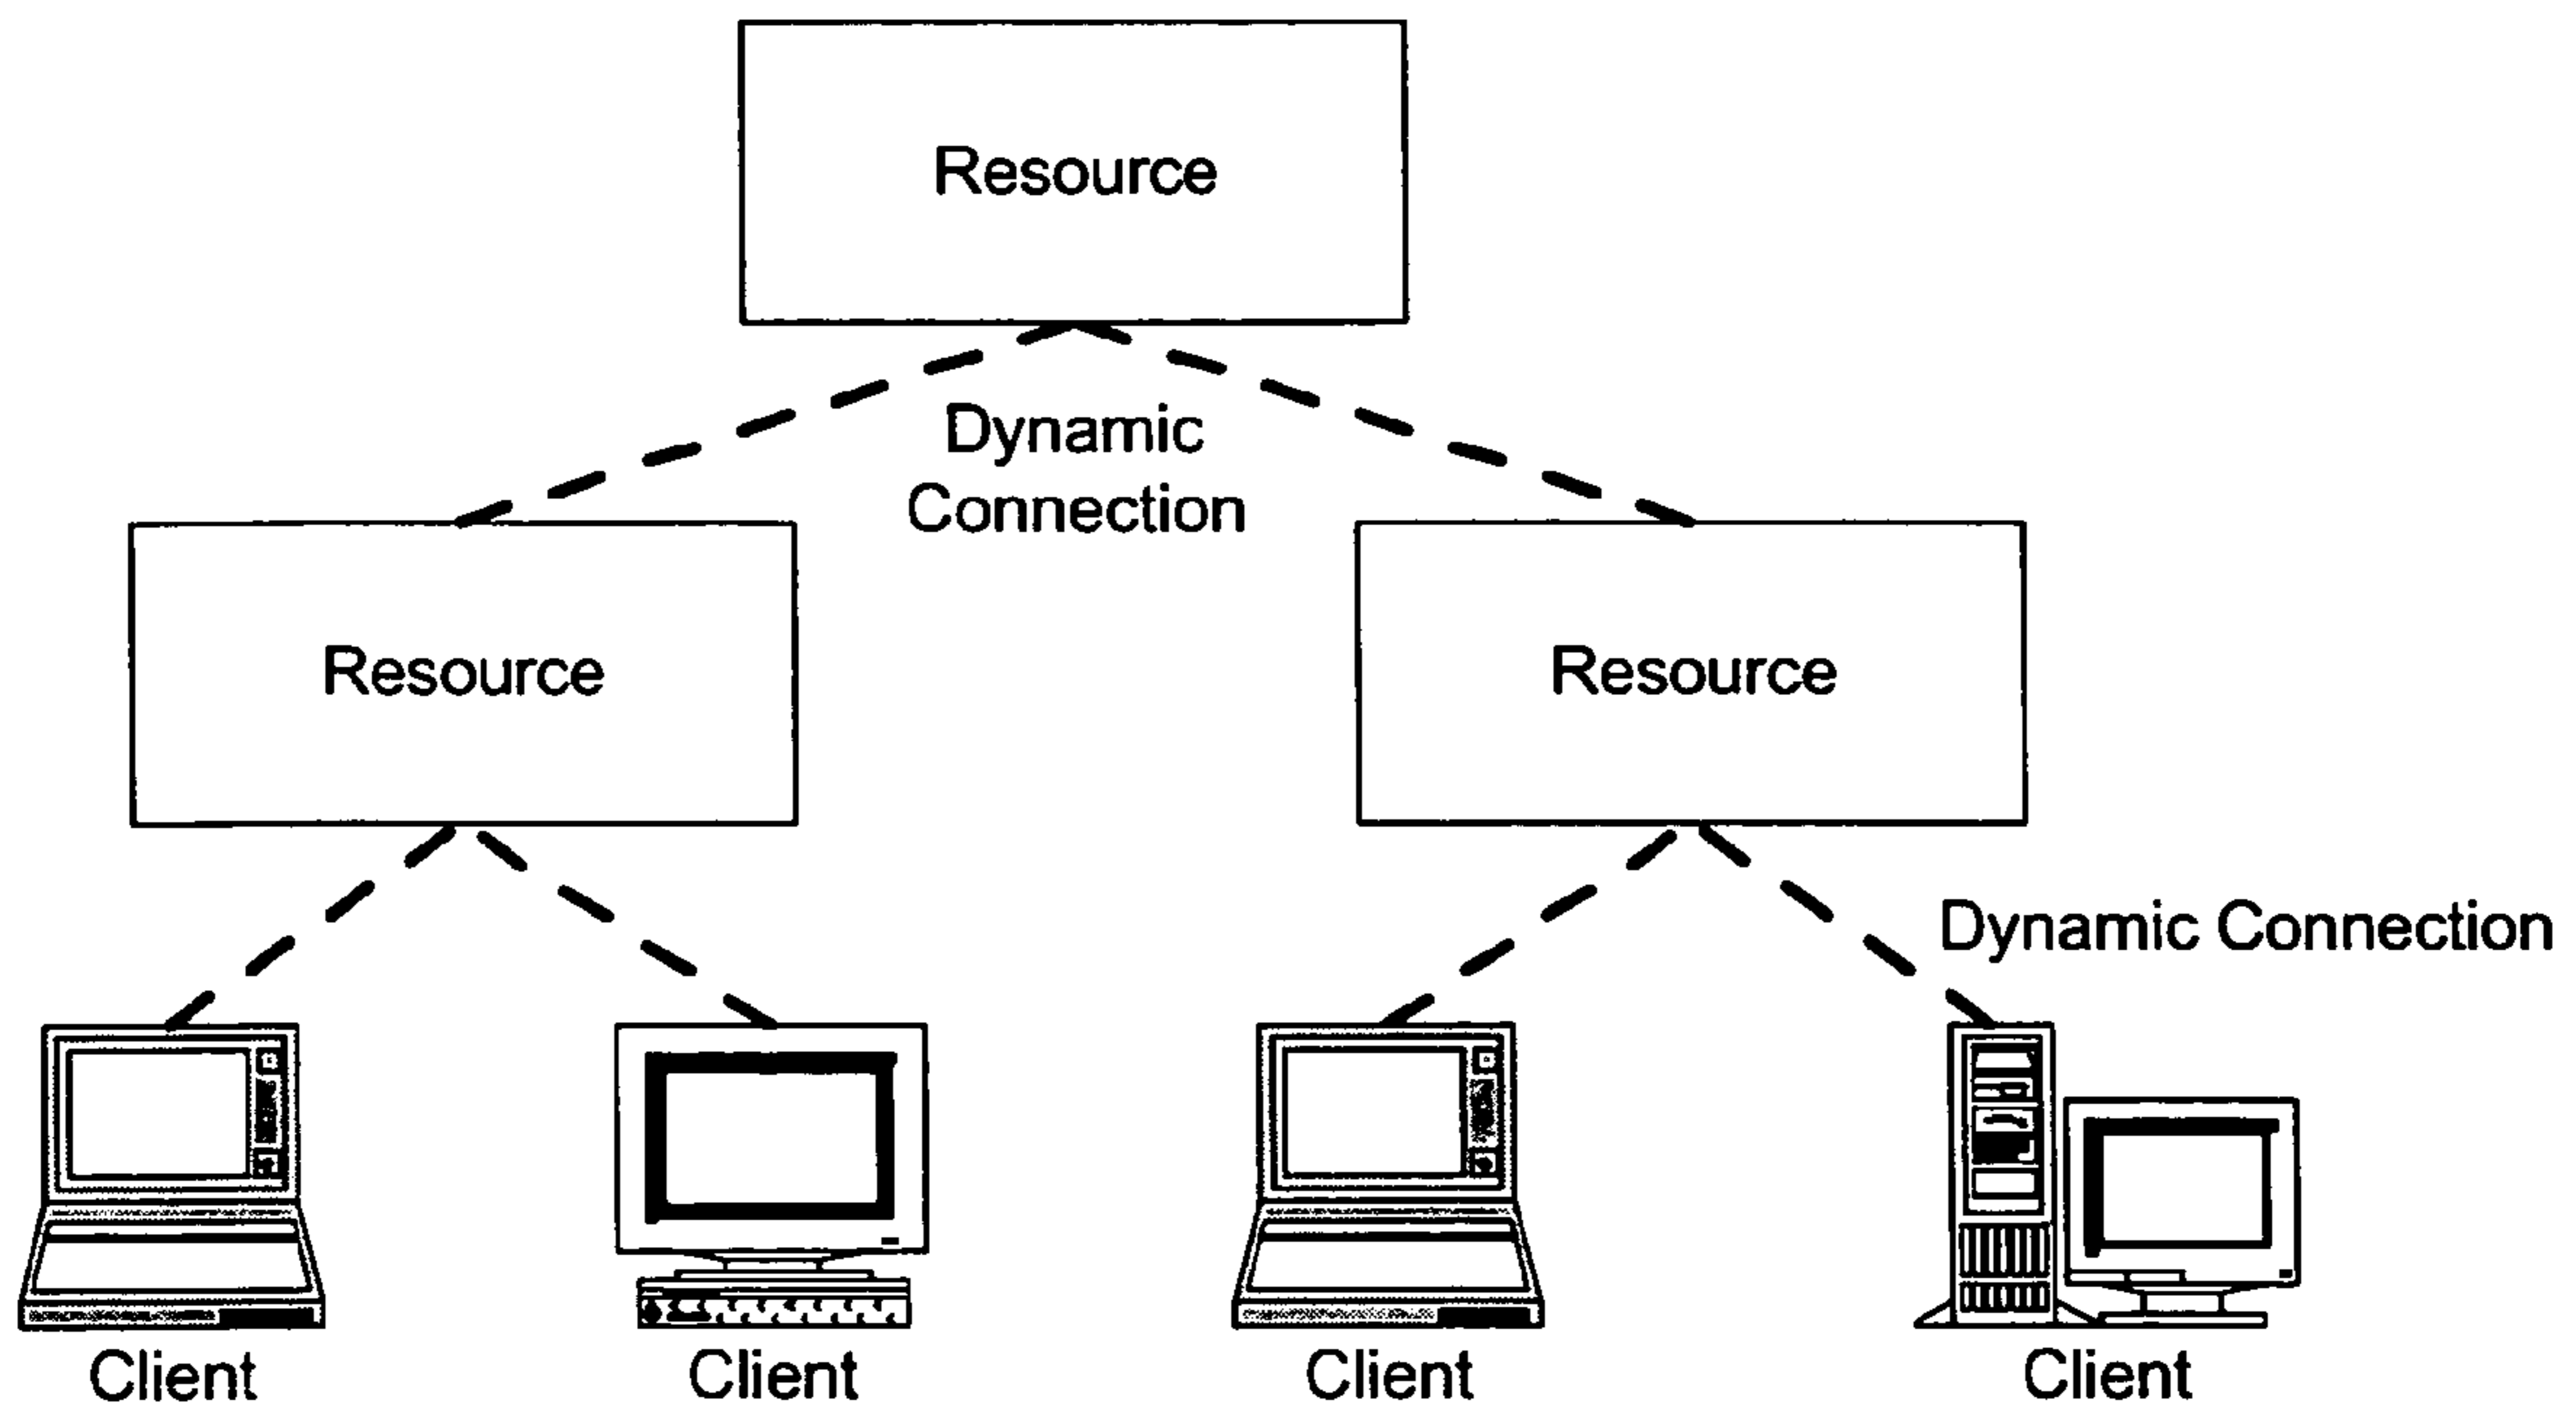 Resource
Dynamic
Connection
Resource
Resource
Dynamic Connection
Client
Client
Client
Client